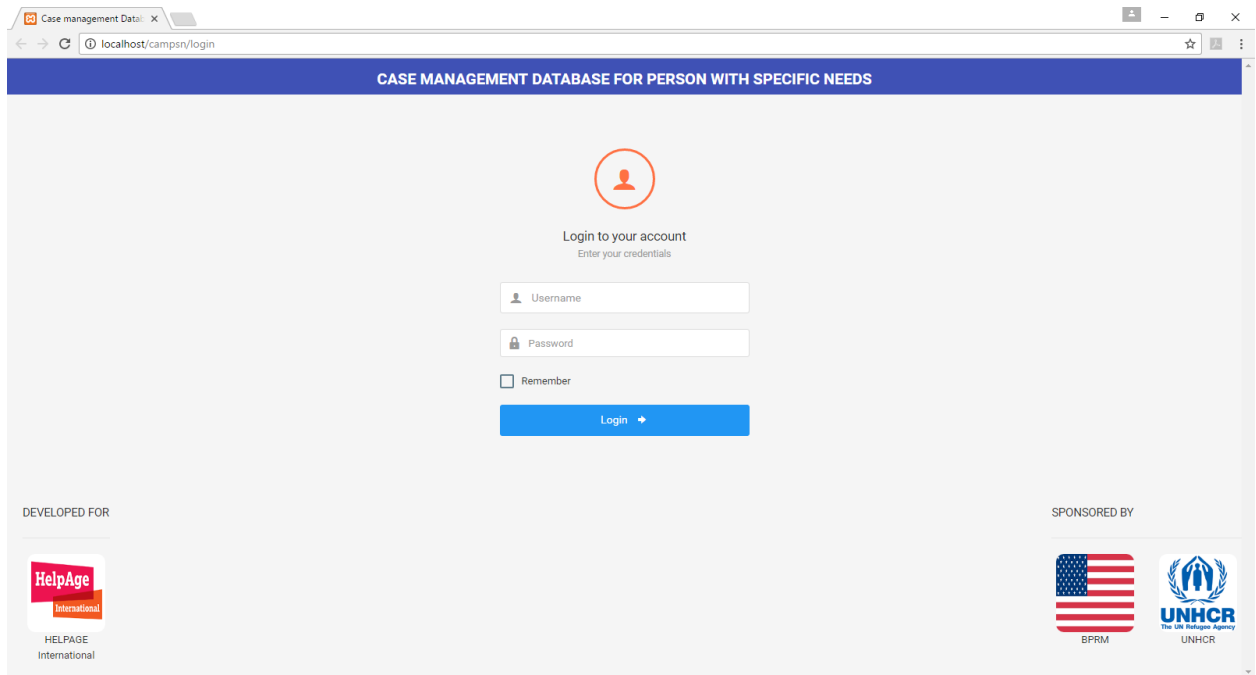 Case management Datab
localhost/campsn/login
CASE MANAGEMENT DATABASE FOR PERSON WITH SPECIFIC NEEDS
Login to your account
Enter your credentials
Username
Password
Remember
Login
DEVELOPED FOR
HelpAge
International
HELPAGE
International
SPONSORED BY
BPRM
UNHCR
The UN Refugee Agency
UNHCR